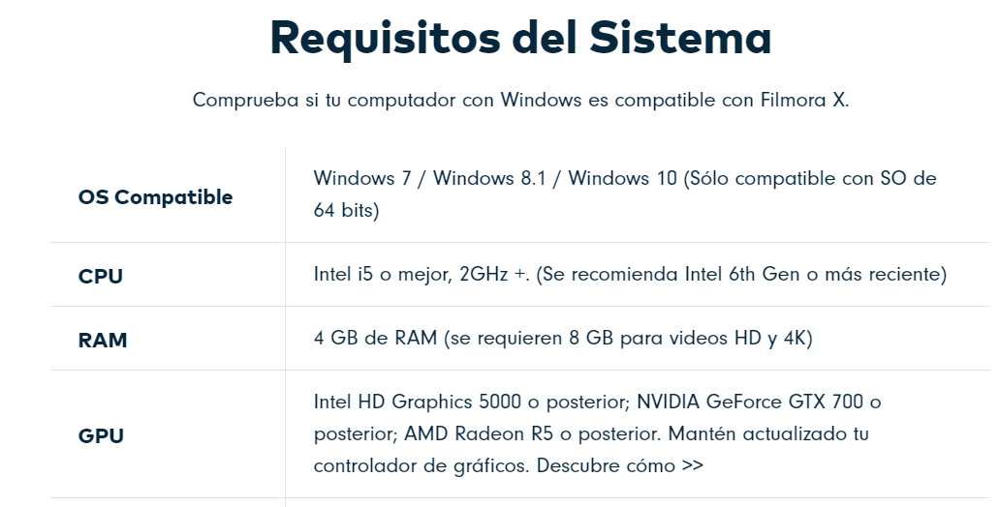 Requisitos del Sistema
Comprueba si tu computador con Windows es compatible con Filmora X.
OS Compatible
Windows 7 / Windows 8.1 / Windows 10 (Sólo compatible con SO de
64 bits)
CPU
Intel i5 o mejor, 2GHz +. (Se recomienda Intel 6th Gen o más reciente)
RAM
4 GB de RAM (se requieren 8 GB para videos HD y 4K)
GPU
Intel HD Graphics 5000 o posterior; NVIDIA GeForce GTX 700 o
posterior; AMD Radeon R5 o posterior. Mantén actualizado tu
controlador de gráficos. Descubre cómo >>